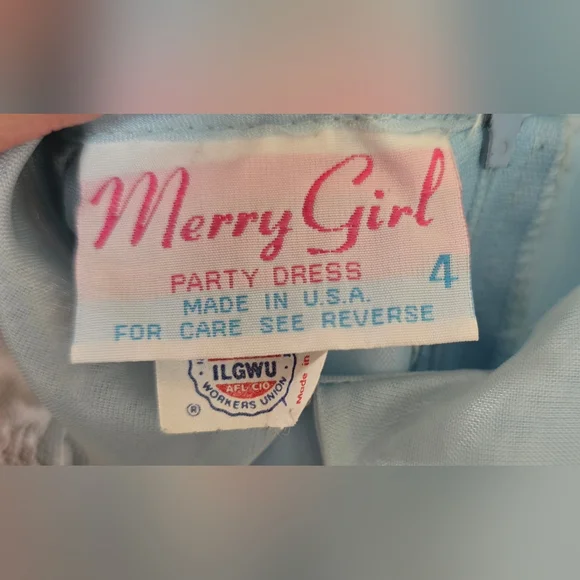 Merry Girl
PARTY DRESS
4
MADE IN U.S.A.
FOR CARE SEE REVERSE
ILGWU
AFL CIO
WORKERS UNION
®
Made in